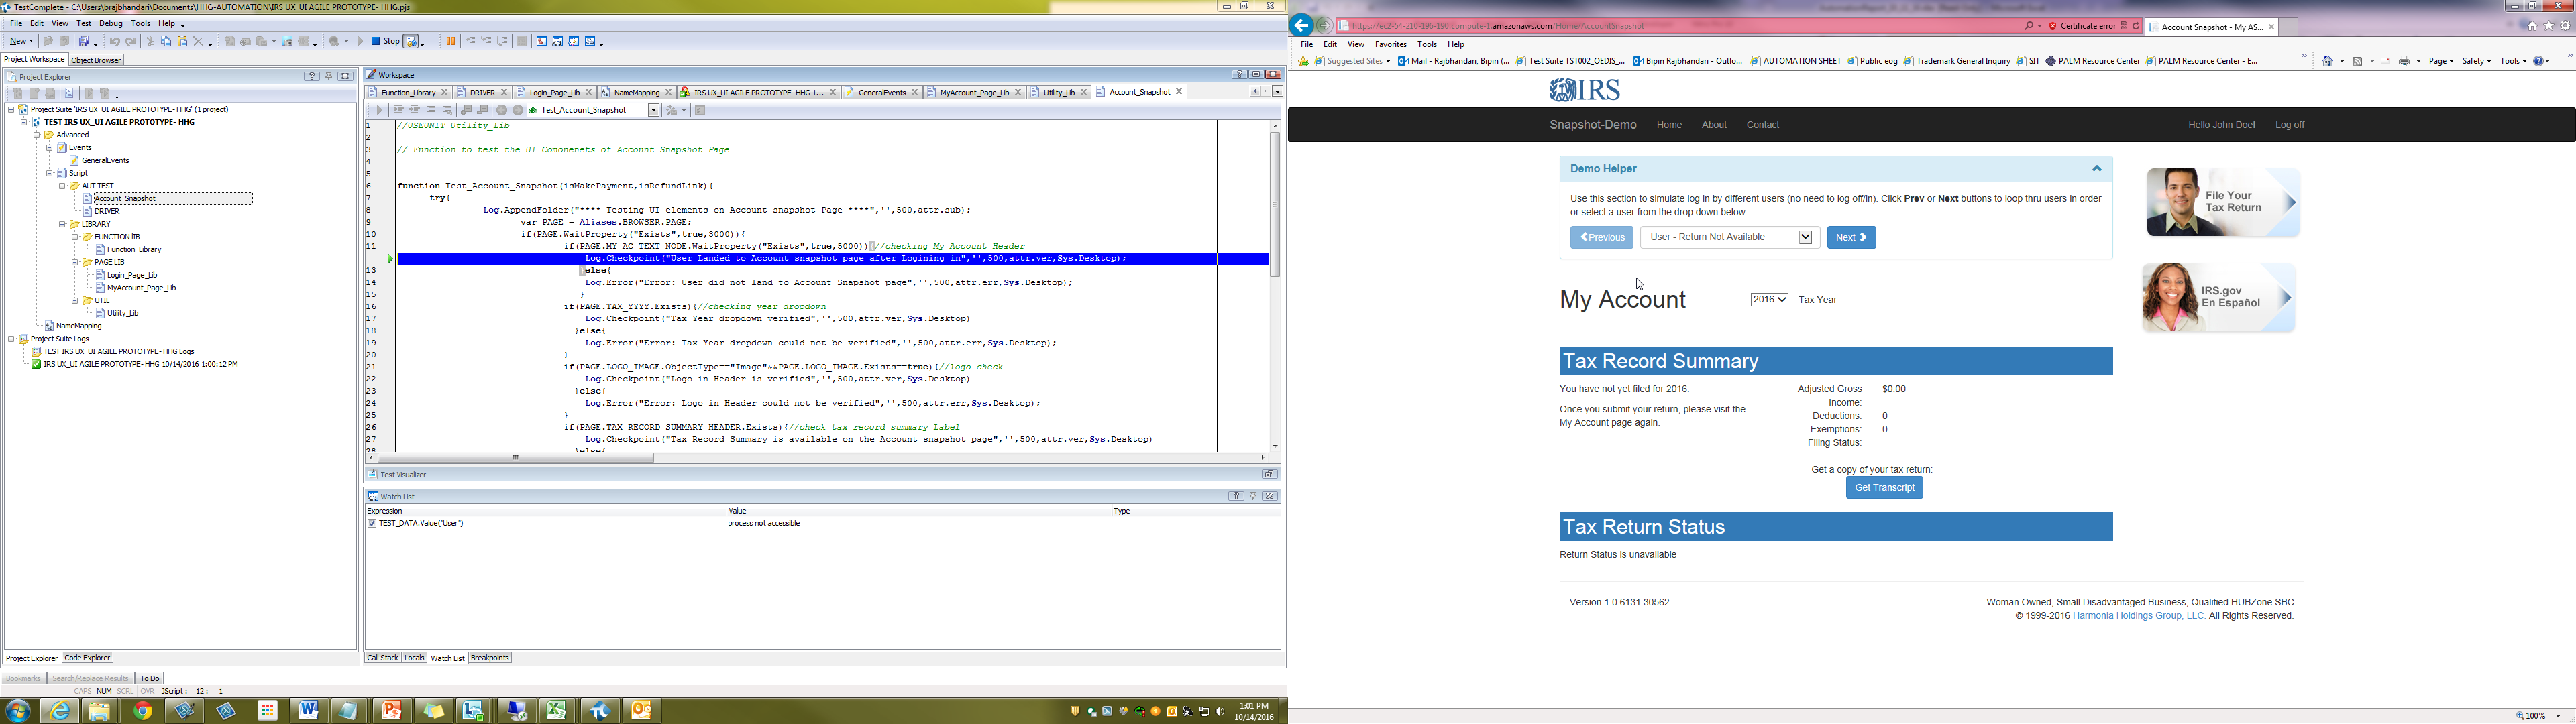 TestComplete - C:\Users\brajbhandari\Documents\HHG-AUTOMATION\IRS UX_UI AGILE PROTOTYPE- HHG.pjs
File Edit View Test Debug Tools Help
New Stop
Project Workspace Object Browser
Project Explorer
Project Suite 'IRS UX_UI AGILE PROTOTYPE-HHG' (1 project)
TEST IRS UX_UI AGILE PROTOTYPE- HHG
Advanced
Events
GeneralEvents
Script
AUT TEST
Account_Snapshot
DRIVER
LIBRARY
FUNCTION lIB
Function_Library
PAGE LIB
Login_Page_Lib
MyAccount_Page_Lib
UTIL
Utility_Lib
NameMapping
Project Suite Logs
TEST IRS UX_UI AGILE PROTOTYPE- HHG Logs
IRS UX_UI AGILE PROTOTYPE- HHG 10/14/2016 1:00:12 PM
Project Explorer Code Explorer
Workspace
Function_Library DRIVER Login_Page_Lib NameMapping IRS UX_UI AGILE PROTOTYPE- HHG 1... GeneralEvents MyAccount_Page_Lib Utility_Lib Account_Snapshot
Test_Account_Snapshot
1 //USEUNIT Utility_Lib
2
3 // Function to test the UI Comonenets of Account Snapshot Page
4
5
6 function Test_Account_Snapshot(isMakePayment,isRefundLink){
7 try{
8 Log.AppendFolder("**** Testing UI elements on Account snapshot Page ****",'',500,attr.sub);
9 var PAGE = Aliases.BROWSER.PAGE;
10 if(PAGE.WaitProperty("Exists",true,3000)){
11 if(PAGE.MY_AC_TEXT_NODE.WaitProperty("Exists",true,5000)){//checking My Account Header
Log.Checkpoint("User Landed to Account snapshot page after Logining in",'',500,attr.ver,Sys.Desktop);
13 }else{
14 Log.Error("Error: User did not land to Account Snapshot page",'',500,attr.err,Sys.Desktop);
15 }
16 if(PAGE.TAX_YYYY.Exists){//checking year dropdown
17 Log.Checkpoint("Tax Year dropdown verified",'',500,attr.ver,Sys.Desktop)
18 }else{
19 Log.Error("Error: Tax Year dropdown could not be verified",'',500,attr.err,Sys.Desktop);
20 }
21 if(PAGE.LOGO_IMAGE.ObjectType=="Image"&&PAGE.LOGO_IMAGE.Exists==true){//logo check
22 Log.Checkpoint("Logo in Header is verified",'',500,attr.ver,Sys.Desktop)
23 }else{
24 Log.Error("Error: Logo in Header could not be verified",'',500,attr.err,Sys.Desktop);
25 }
26 if(PAGE.TAX_RECORD_SUMMARY_HEADER.Exists){//check tax record summary Label
27 Log.Checkpoint("Tax Record Summary is available on the Account snapshot page",'',500,attr.ver,Sys.Desktop)
28 }else{
Test Visualizer
Watch List
Expression Value Type
TEST_DATA.Value("User") process not accessible
Call Stack Locals Watch List Breakpoints
Bookmarks Search/Replace Results To Do
CAPS NUM SCRL OVR JScript: 12: 1
1:01 PM
10/14/2016
https://ec2-54-210-196-190.compute-1.amazonaws.com/Home/AccountSnapshot
Certificate error
Account Snapshot - My AS...
File Edit View Favorites Tools Help
Suggested Sites Mail - Rajbhandari, Bipin (... Test Suite TST002_OEDIS_... Bipin Rajbhandari - Outlo... AUTOMATION SHEET Public eog Trademark General Inquiry SIT PALM Resource Center PALM Resource Center - E...
Page Safety Tools
IRS
Snapshot-Demo Home About Contact Hello John Doe! Log off
Demo Helper
Use this section to simulate log in by different users (no need to log off/in). Click Prev or Next buttons to loop thru users in order
or select a user from the drop down below.
Previous User - Return Not Available Next
File Your
Tax Return
IRS.gov
En Español
My Account 2016 Tax Year
Tax Record Summary
You have not yet filed for 2016.
Once you submit your return, please visit the
My Account page again.
Adjusted Gross $0.00
Income:
Deductions: 0
Exemptions: 0
Filing Status:
Get a copy of your tax return:
Get Transcript
Tax Return Status
Return Status is unavailable
Version 1.0.6131.30562
Woman Owned, Small Disadvantaged Business, Qualified HUBZone SBC
© 1999-2016 Harmonia Holdings Group, LLC. All Rights Reserved.
100%